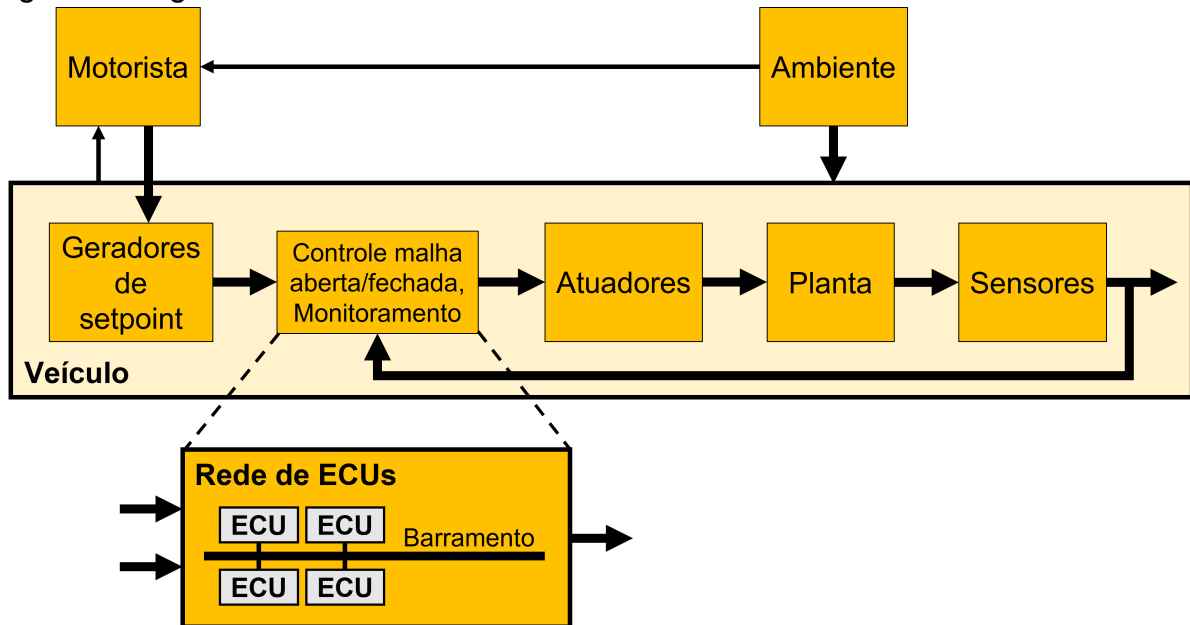 Motorista
Ambiente
Geradores
de
setpoint
Controle malha
aberta/fechada,
Monitoramento
Atuadores
Planta
Sensores
Veículo
Rede de ECUs
ECU
ECU
Barramento
ECU
ECU